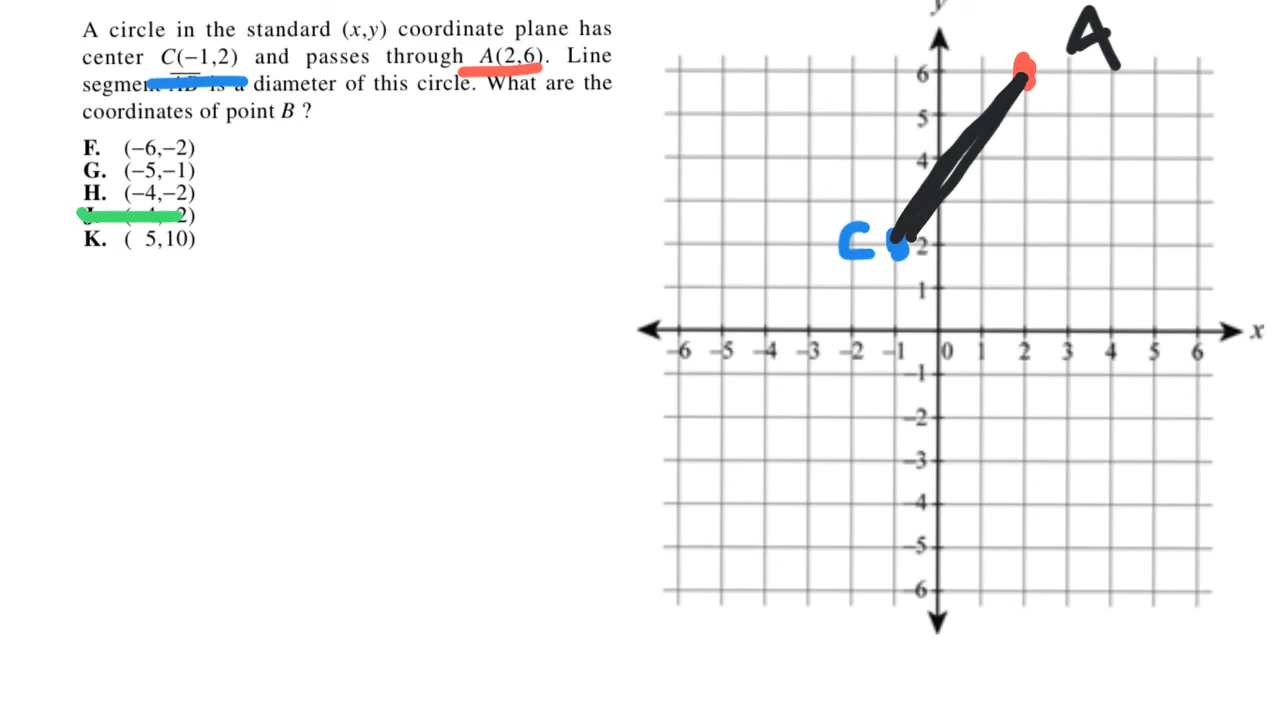 A circle in the standard (x,y) coordinate plane has
center C(−1,2) and passes through A(2,6). Line
diameter of this circle. What are the
coordinates of point B ?
F. (−6,−2)
G. (−5,−1)
H. (−4,−2)
K. ( 5,10)
y
A
6
5
4
C
2
1
x
−6 −5 −4 −3 −2 −1 0 1 2 3 4 5 6
−1
−2
−3
−4
−5
−6